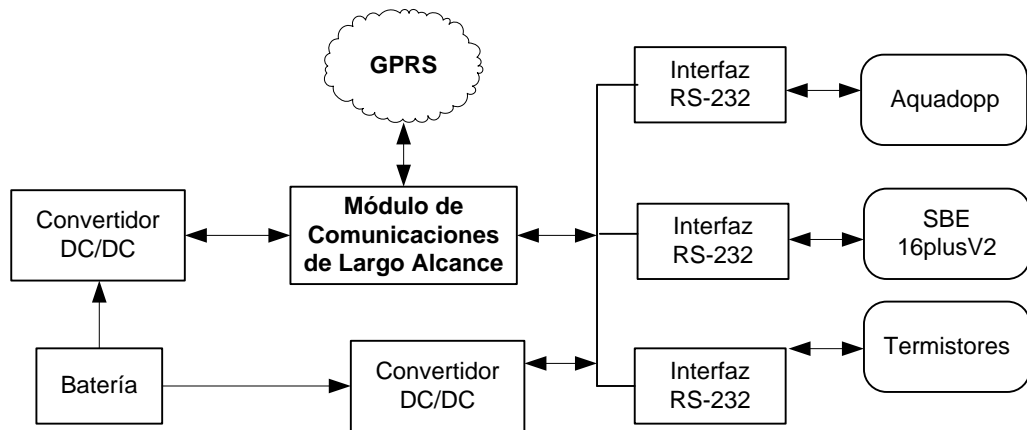 GPRS
Interfaz
RS-232
Aquadopp
Convertidor
DC/DC
Módulo de
Comunicaciones
de Largo Alcance
Interfaz
RS-232
SBE
16plusV2
Batería
Convertidor
DC/DC
Interfaz
RS-232
Termistores